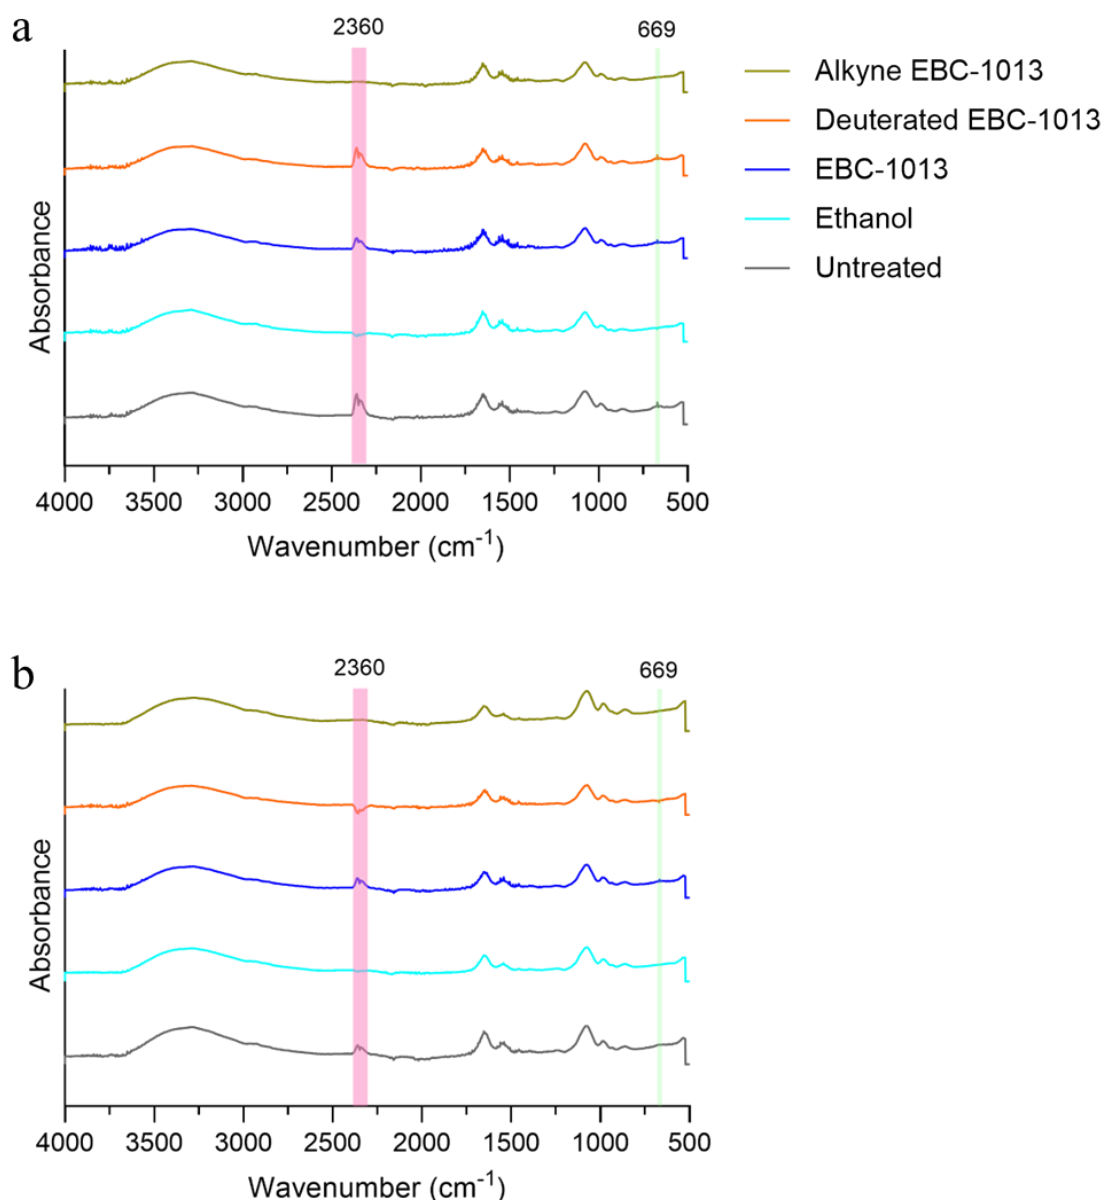 a
2360
669
Alkyne EBC-1013
Deuterated EBC-1013
EBC-1013
Ethanol
Untreated
Absorbance
4000 3500 3000 2500 2000 1500 1000 500
Wavenumber (cm-1)
b
2360
669
Absorbance
4000 3500 3000 2500 2000 1500 1000 500
Wavenumber (cm-1)